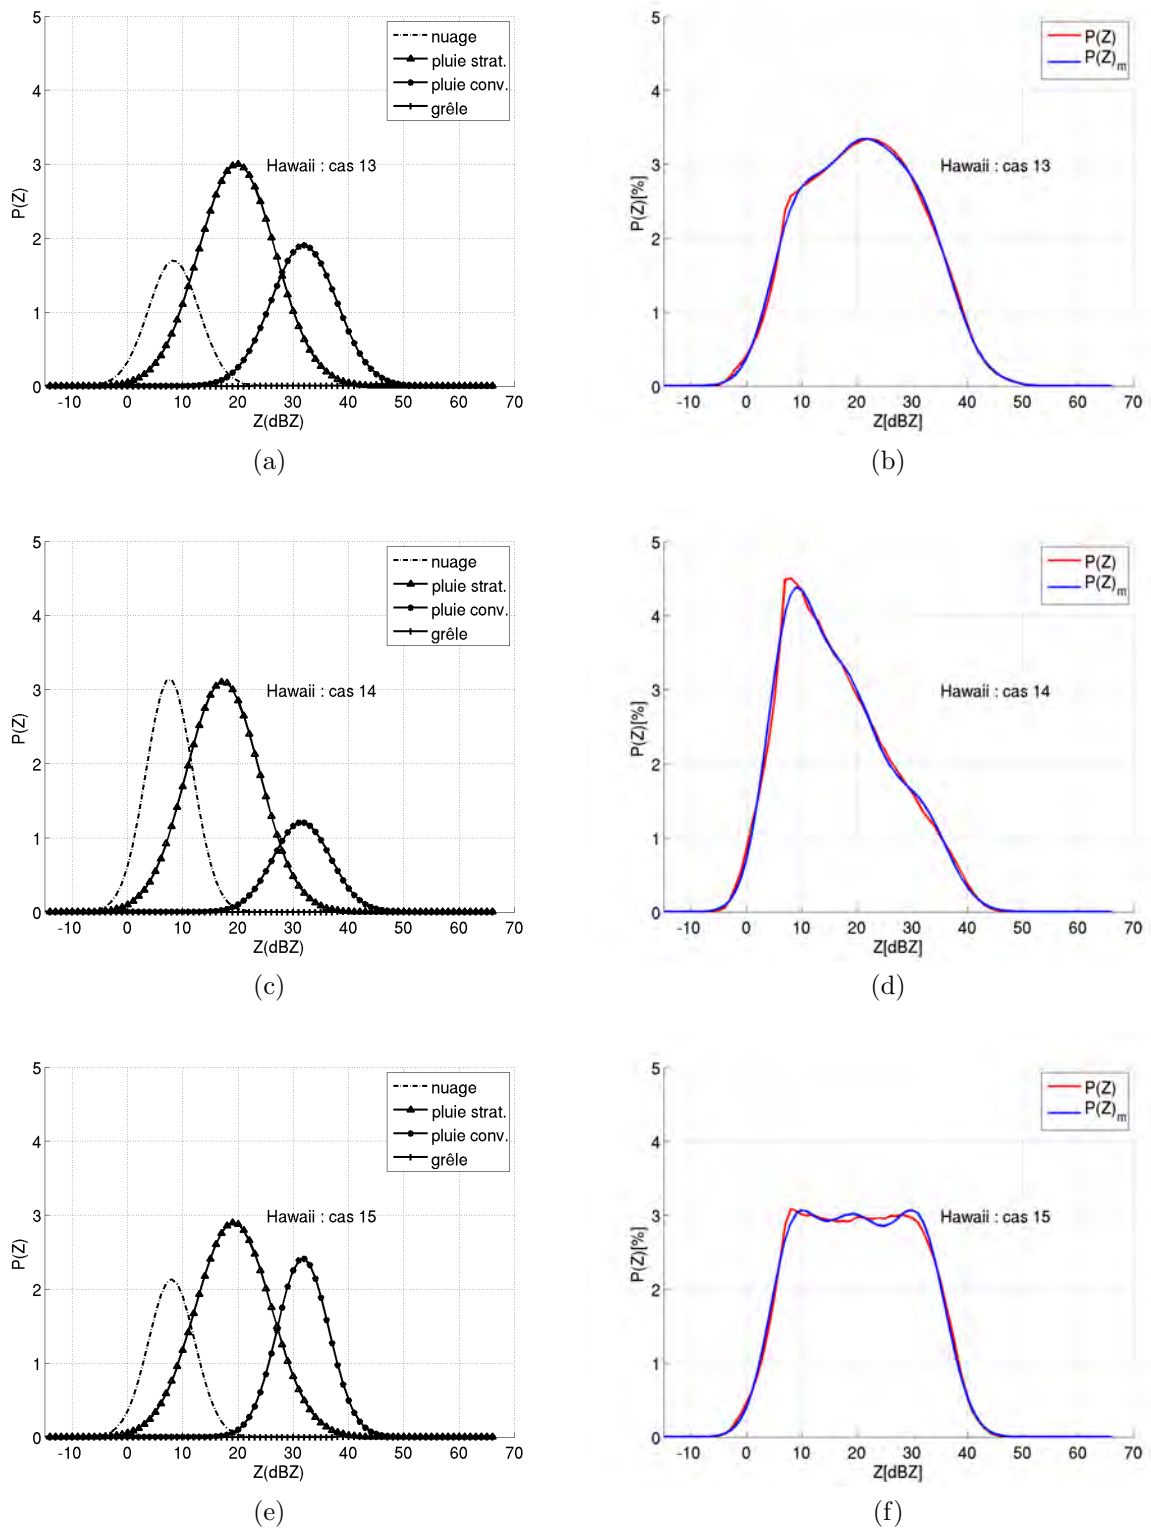 5
4
3
2
1
0
P(Z)
nuage
pluie strat.
pluie conv.
grêle
Hawaii : cas 13
-10 0 10 20 30 40 50 60 70
Z(dBZ)
(a)
5
4
3
2
1
0
P(Z)[%]
P(Z)
P(Z)m
Hawaii : cas 13
-10 0 10 20 30 40 50 60 70
Z[dBZ]
(b)
5
4
3
2
1
0
P(Z)
nuage
pluie strat.
pluie conv.
grêle
Hawaii : cas 14
-10 0 10 20 30 40 50 60 70
Z(dBZ)
(c)
5
4
3
2
1
0
P(Z)[%]
P(Z)
P(Z)m
Hawaii : cas 14
-10 0 10 20 30 40 50 60 70
Z[dBZ]
(d)
5
4
3
2
1
0
P(Z)
nuage
pluie strat.
pluie conv.
grêle
Hawaii : cas 15
-10 0 10 20 30 40 50 60 70
Z(dBZ)
(e)
5
4
3
2
1
0
P(Z)[%]
P(Z)
P(Z)m
Hawaii : cas 15
-10 0 10 20 30 40 50 60 70
Z[dBZ]
(f)